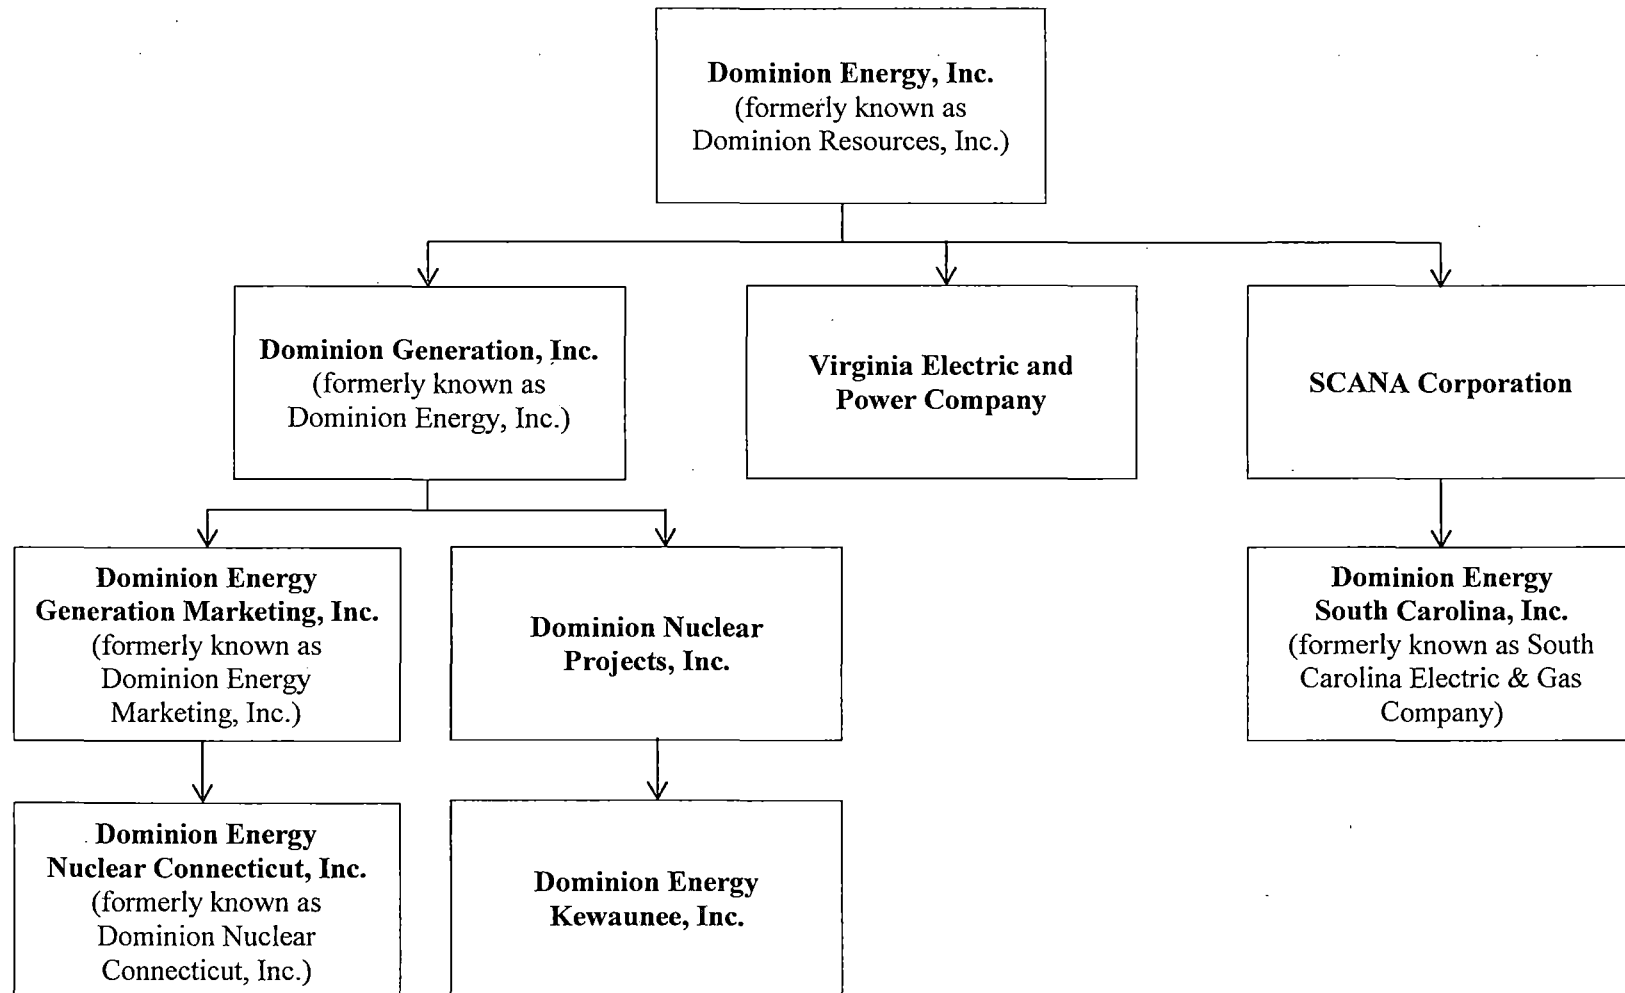 Dominion Energy, Inc.
(formerly known as
Dominion Resources, Inc.)
Dominion Generation, Inc.
(formerly known as
Dominion Energy, Inc.)
Virginia Electric and
Power Company
SCANA Corporation
Dominion Energy
Generation Marketing, Inc.
(formerly known as
Dominion Energy
Marketing, Inc.)
Dominion Nuclear
Projects, Inc.
Dominion Energy
South Carolina, Inc.
(formerly known as South
Carolina Electric & Gas
Company)
Dominion Energy
Nuclear Connecticut, Inc.
(formerly known as
Dominion Nuclear
Connecticut, Inc.)
Dominion Energy
Kewaunee, Inc.